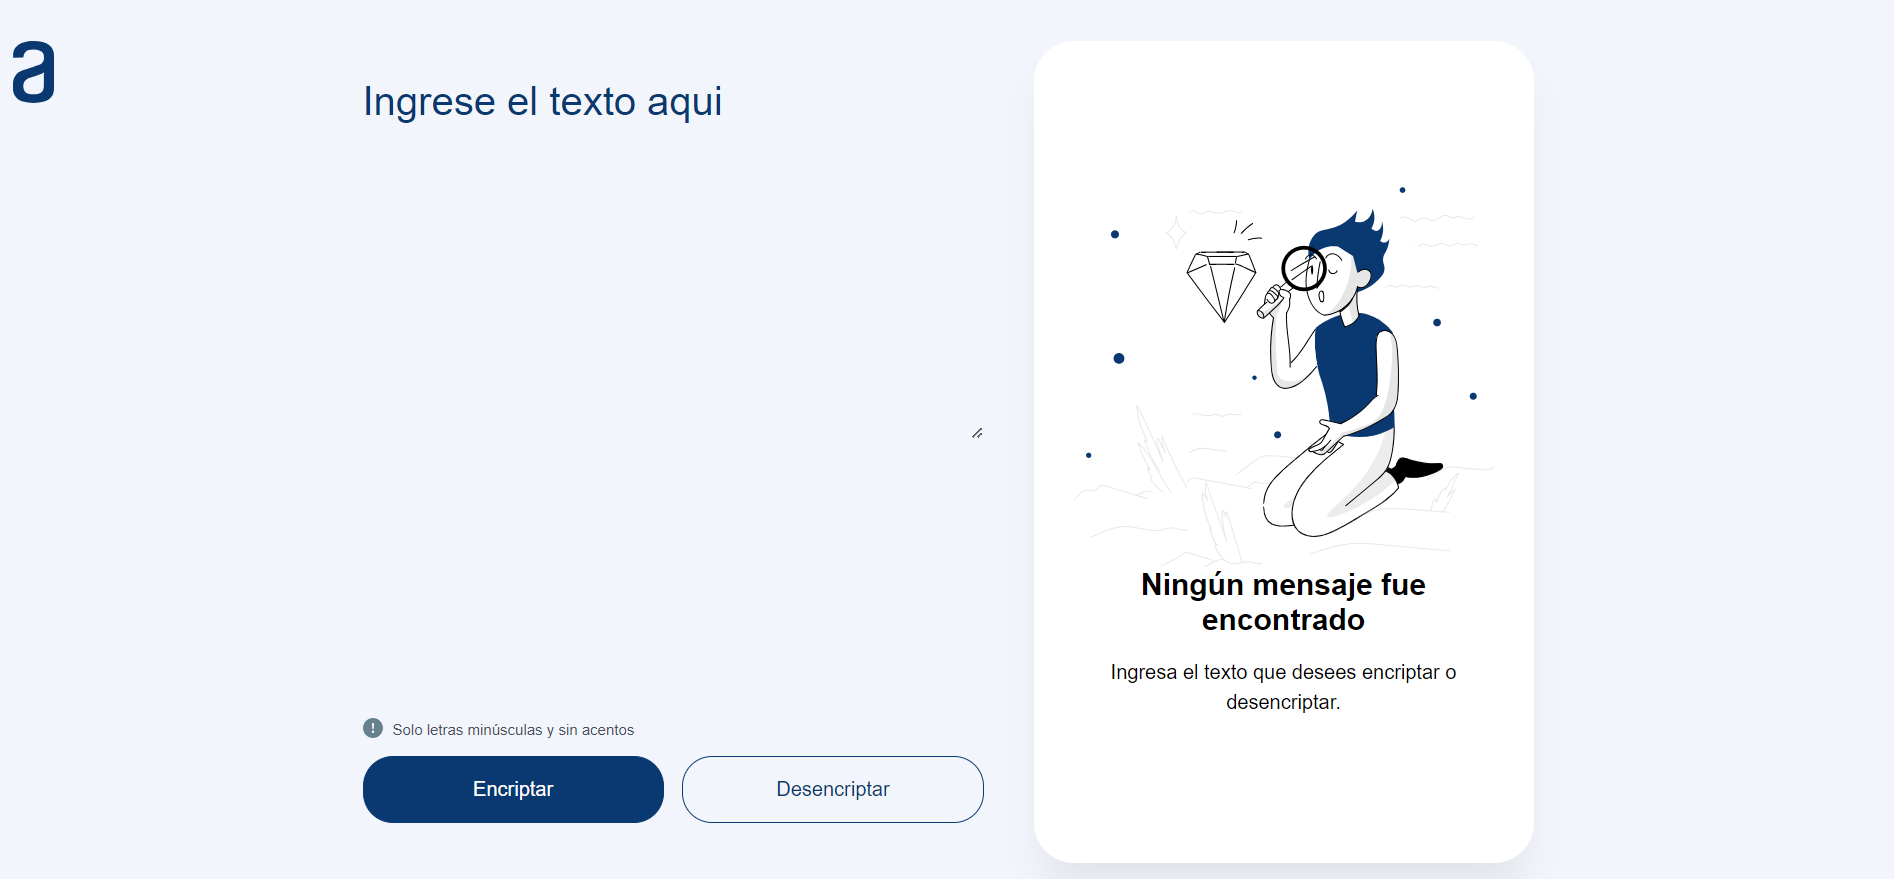 a
Ingrese el texto aqui
Ningún mensaje fue
encontrado
Ingresa el texto que desees encriptar o
desencriptar.
! Solo letras minúsculas y sin acentos
Encriptar
Desencriptar